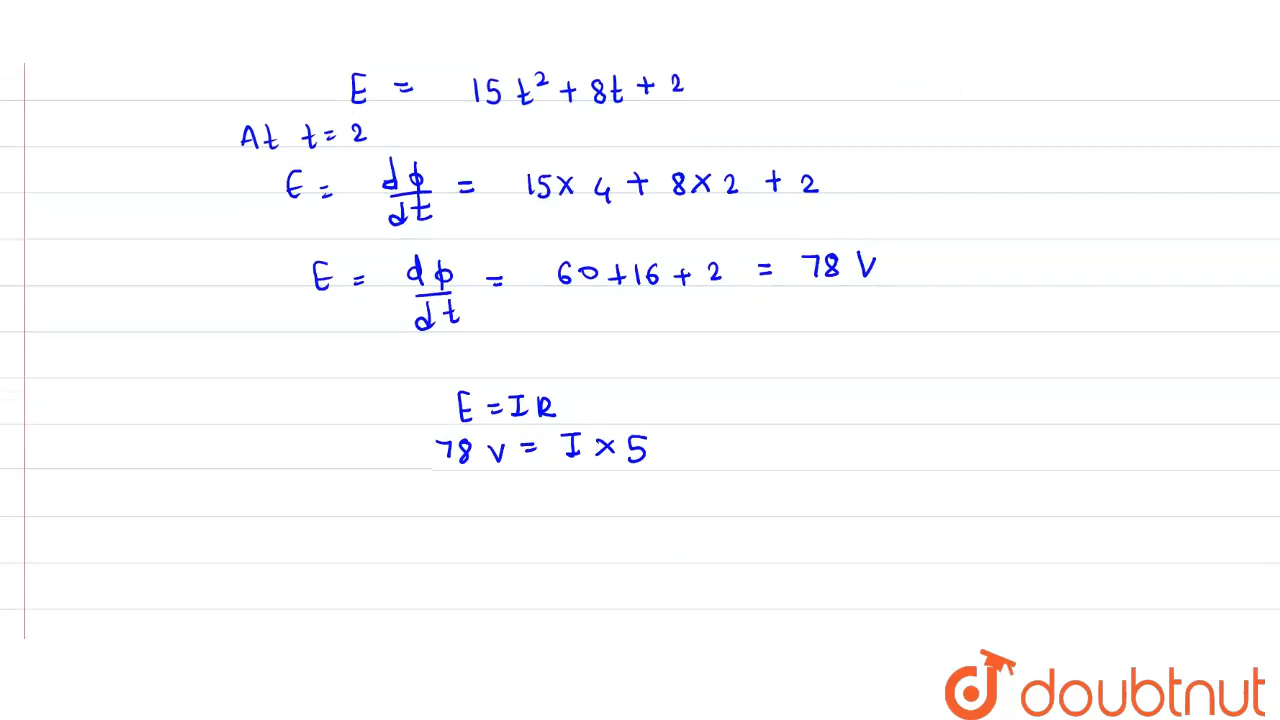 E = 15 t² + 8t + 2
At t = 2
E = dφ/dt = 15 × 4 + 8 × 2 + 2
E = dφ/dt = 60 + 16 + 2 = 78 V
E = IR
78 V = I × 5
doubtnut